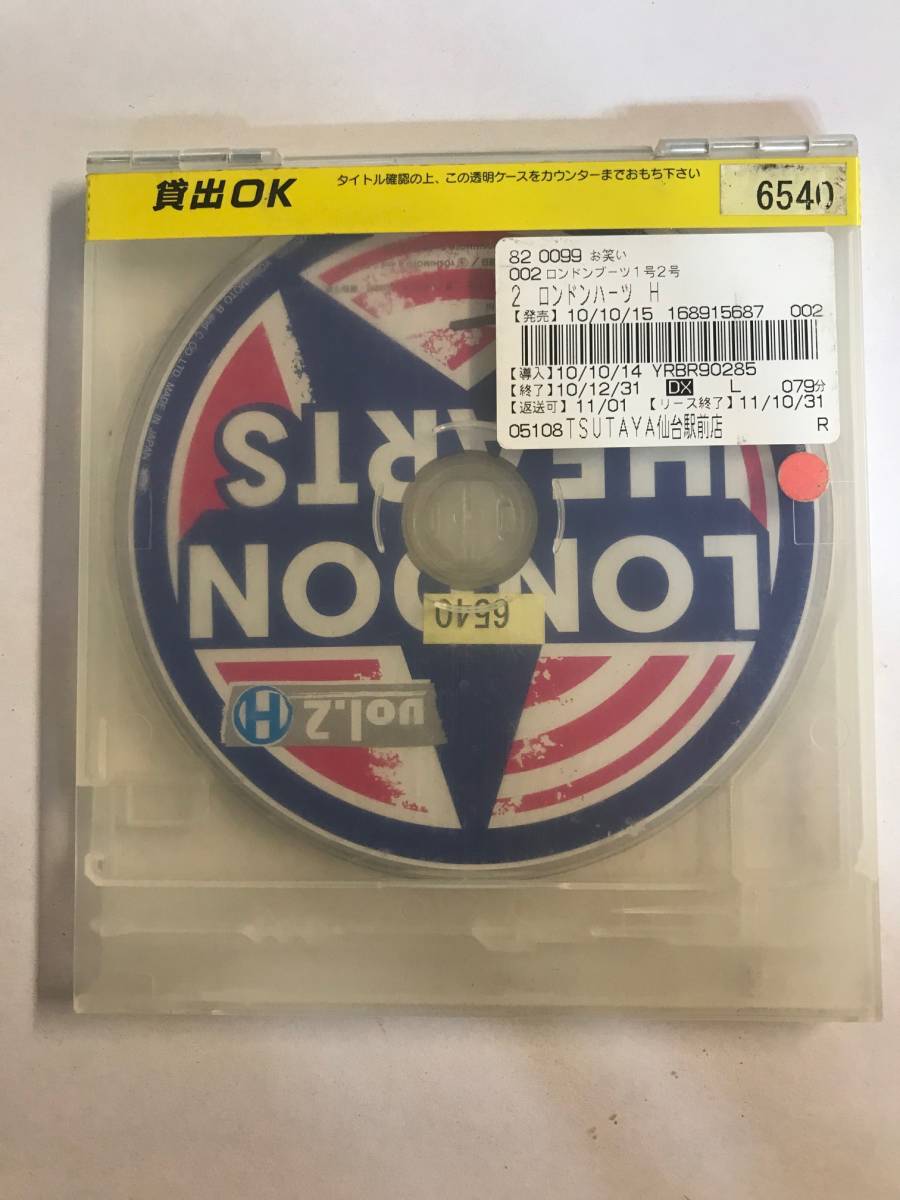 貸出OK
タイトル確認の上、この透明ケースをカウンターまでおもち下さい
6540
82 0099 お笑い
002 ロンドンブーツ1号2号
2 ロンドンハーツ H
【発売】 10/10/15 168915687 002
【導入】10/10/14 YRBR90285
【終了】10/12/31 DX L 079分
【返送可】 11/01 【リース終了】11/10/31
05108 TSUTAYA仙台駅前店 R
LONDON
HEARTS
6540
vol.2 H
CO.,LTD. MADE IN JAPAN